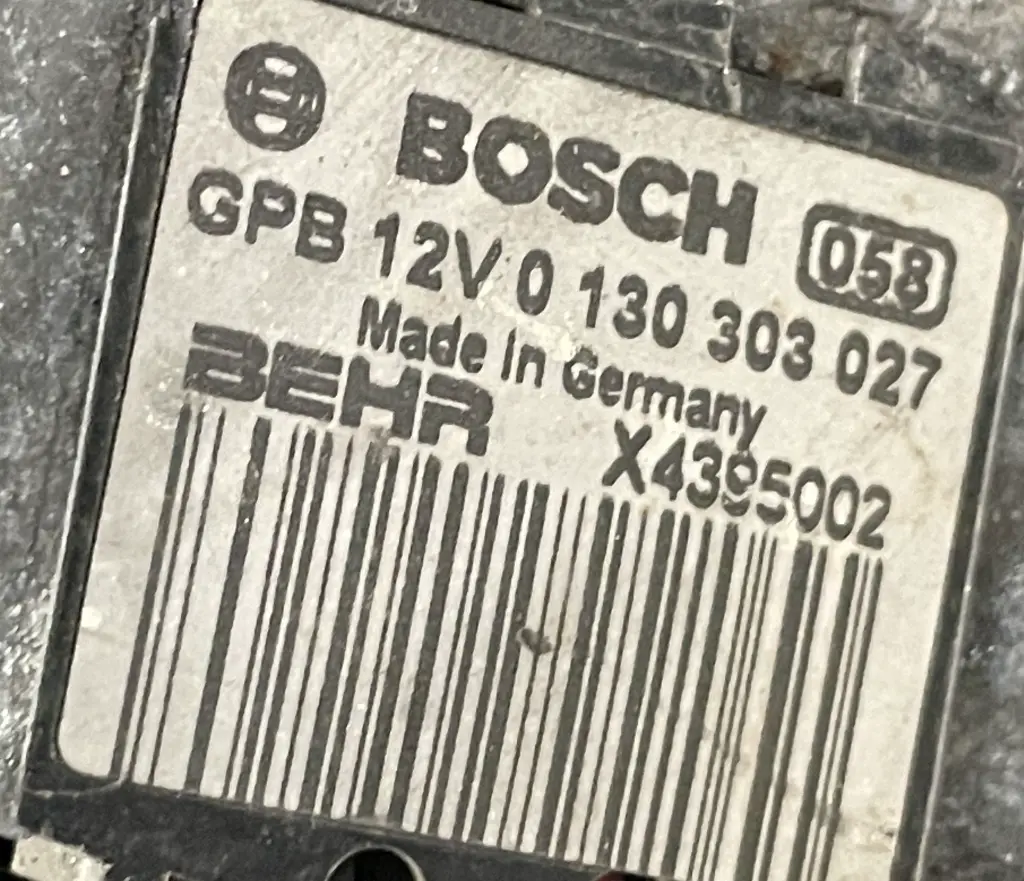 BOSCH 058
GPB 12V 0 130 303 027
Made in Germany
BEHR X4395002